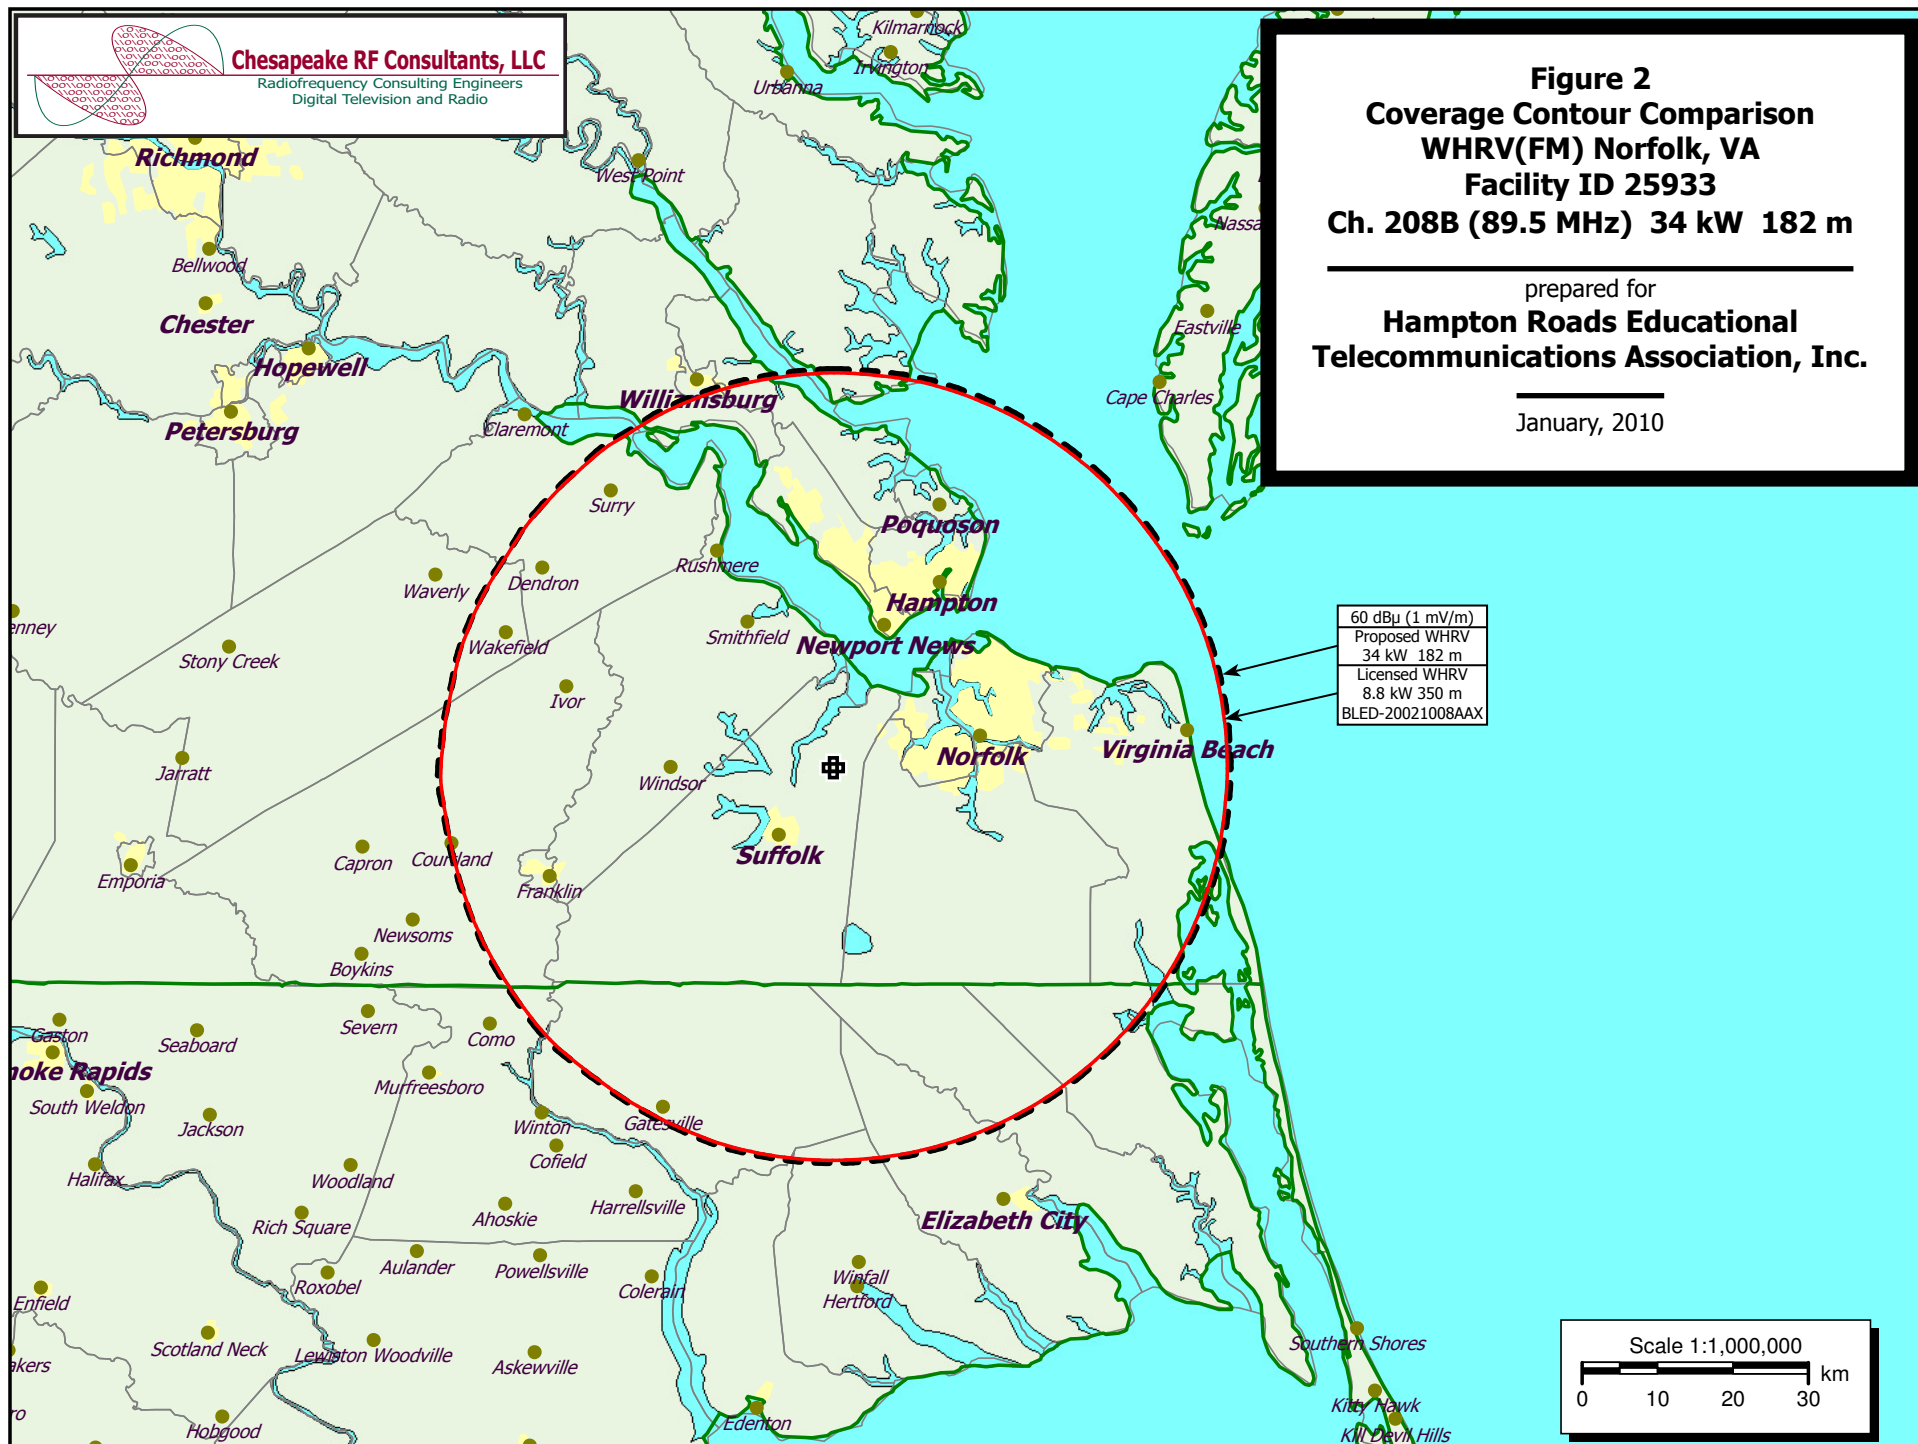 Chesapeake RF Consultants, LLC
Radiofrequency Consulting Engineers
Digital Television and Radio
Figure 2
Coverage Contour Comparison
WHRV(FM) Norfolk, VA
Facility ID 25933
Ch. 208B (89.5 MHz) 34 kW 182 m
prepared for
Hampton Roads Educational
Telecommunications Association, Inc.
January, 2010
Kilmarnock
Irvington
Urbanna
Richmond
West Point
Bellwood
Chester
Hopewell
Petersburg
Williamsburg
Claremont
Eastville
Cape Charles
Surry
Poquoson
Rushmere
Dendron
Waverly
Hampton
Smithfield
Newport News
Wakefield
Stony Creek
Ivor
60 dBμ (1 mV/m)
Proposed WHRV
34 kW 182 m
Licensed WHRV
8.8 kW 350 m
BLED-20021008AAX
Jarratt
Windsor
Norfolk
Virginia Beach
Suffolk
Capron
Courtland
Emporia
Franklin
Newsoms
Boykins
Gaston
Seaboard
Severn
Como
noke Rapids
Murfreesboro
South Weldon
Jackson
Winton
Gatesville
Cofield
Halifax
Woodland
Harrellsville
Rich Square
Ahoskie
Elizabeth City
Aulander
Powellsville
Roxobel
Colerain
Winfall
Hertford
Enfield
Scotland Neck
Lewiston Woodville
Askewville
Southern Shores
Kitty Hawk
Kill Devil Hills
Edenton
Hobgood
Scale 1:1,000,000
km
0 10 20 30